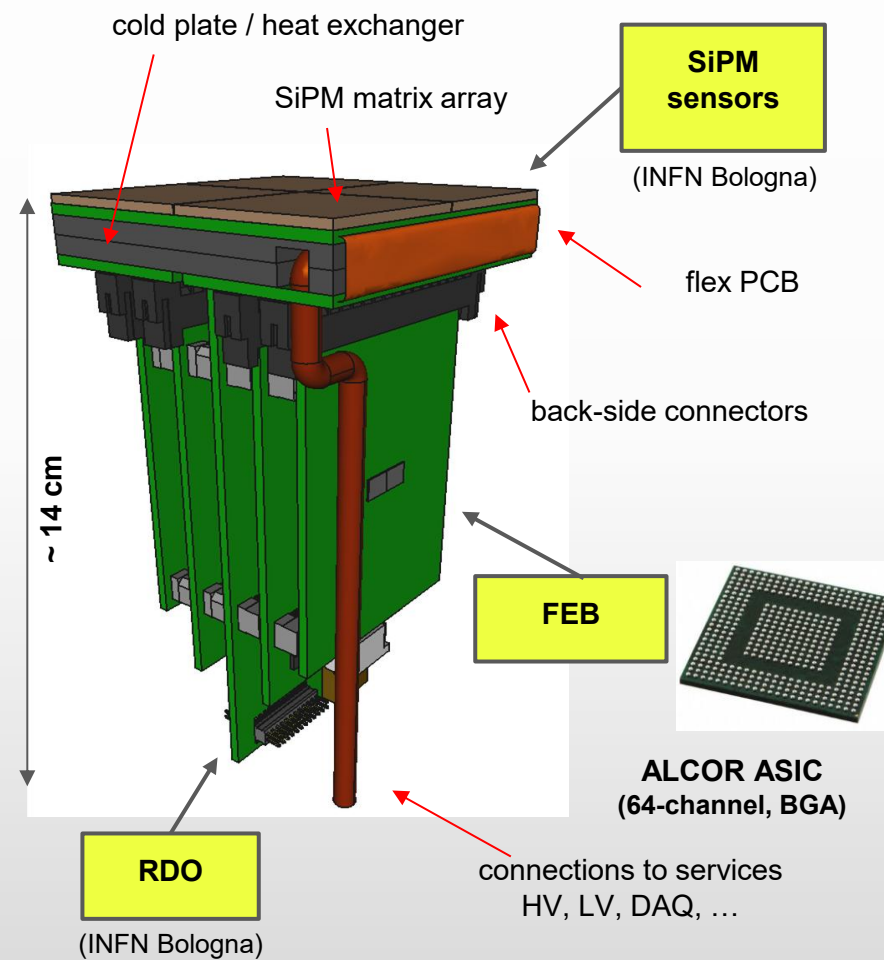 cold plate / heat exchanger
SiPM matrix array
SiPM
sensors
(INFN Bologna)
flex PCB
back-side connectors
~ 14 cm
FEB
ALCOR ASIC
(64-channel, BGA)
RDO
(INFN Bologna)
connections to services
HV, LV, DAQ, …